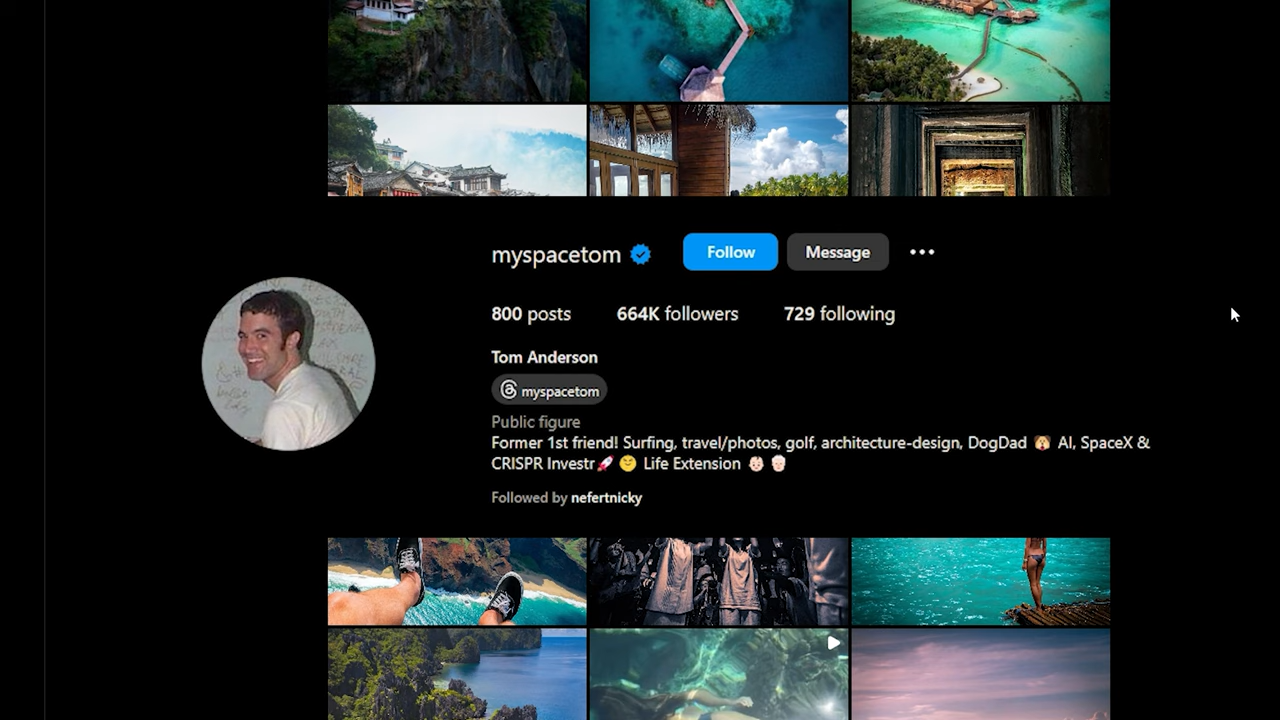 myspacetom Follow Message
800 posts 664K followers 729 following
Tom Anderson
myspacetom
Public figure
Former 1st friend! Surfing, travel/photos, golf, architecture-design, DogDad 🙈 AI, SpaceX &
CRISPR Investr🚀 😌 Life Extension 👶🏻 👴🏻
Followed by nefertnicky